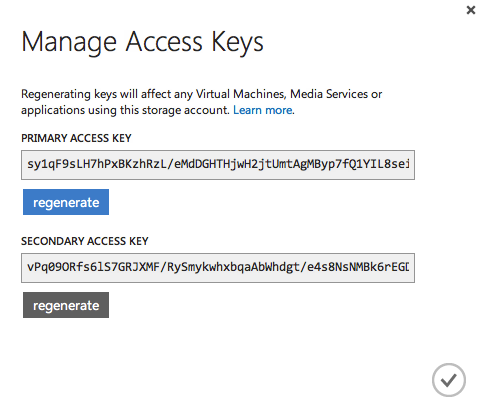 Manage Access Keys
Regenerating keys will affect any Virtual Machines, Media Services or
applications using this storage account. Learn more.
PRIMARY ACCESS KEY
sy1qF9sLH7hPxBKzhRzL/eMdDGHTHjwH2jtUmtAgMByp7fQ1YIL8sei
regenerate
SECONDARY ACCESS KEY
vPq09ORfs6lS7GRJXMF/RySmykwhxbqaAbWhdgt/e4s8NsNMBk6rEGD
regenerate